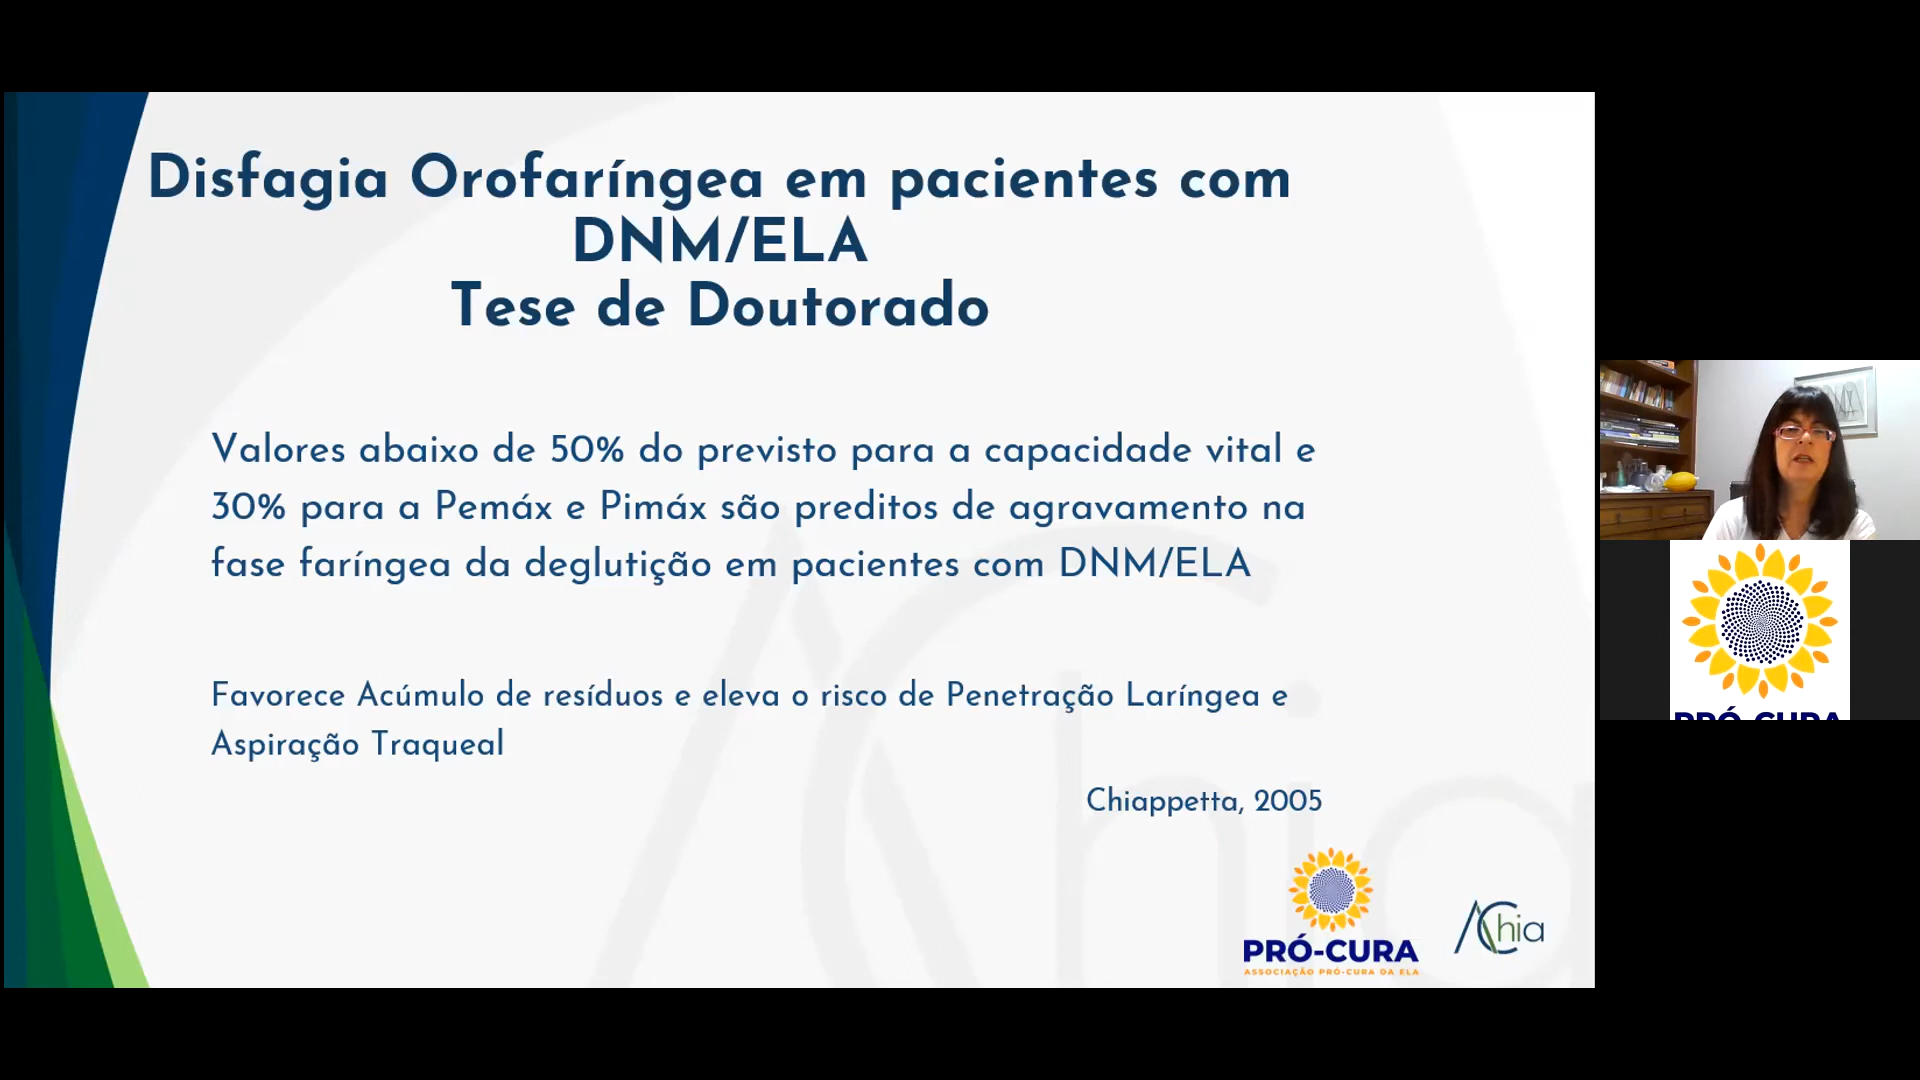 Disfagia Orofaríngea em pacientes com
DNM/ELA
Tese de Doutorado
Valores abaixo de 50% do previsto para a capacidade vital e
30% para a Pemáx e Pimáx são preditos de agravamento na
fase faríngea da deglutição em pacientes com DNM/ELA
Favorece Acúmulo de resíduos e eleva o risco de Penetração Laríngea e
Aspiração Traqueal
Chiappetta, 2005
PRÓ-CURA
ASSOCIAÇÃO PRÓ-CURA DA ELA
AChia
PRÓ-CURA